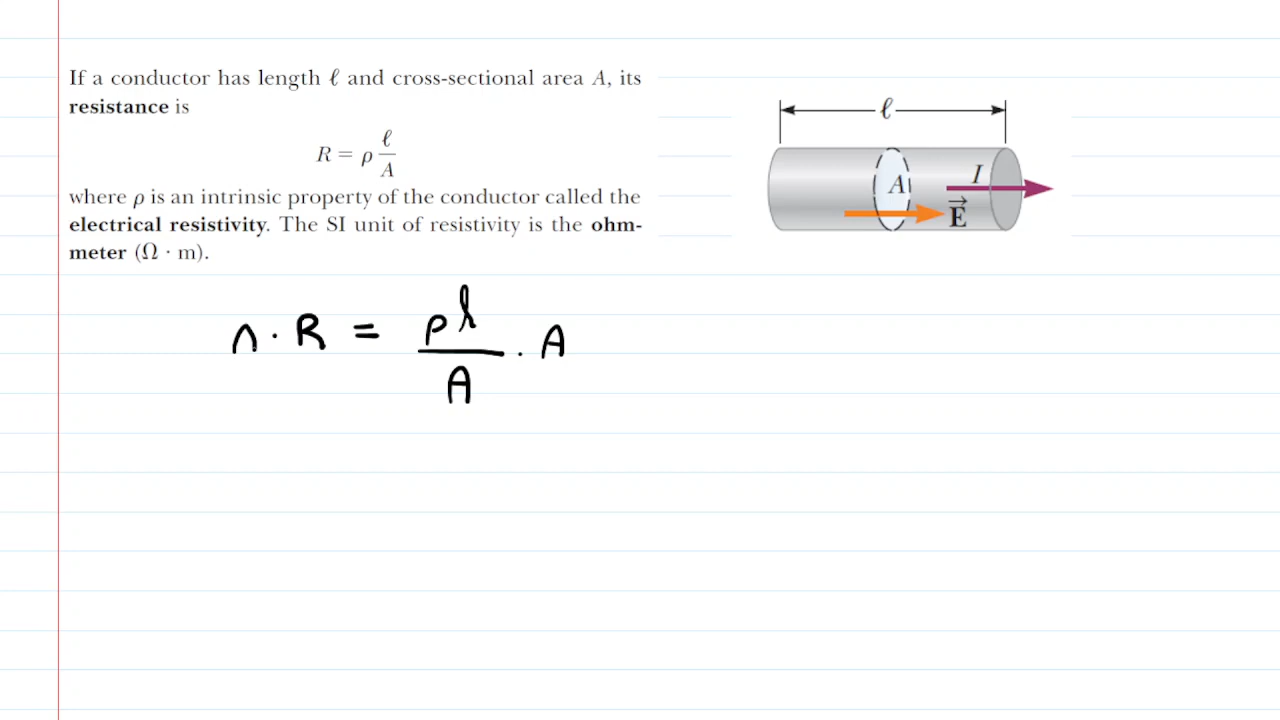 If a conductor has length ℓ and cross-sectional area A, its
resistance is
R = ρ ℓ/A
where ρ is an intrinsic property of the conductor called the
electrical resistivity. The SI unit of resistivity is the ohm-
meter (Ω · m).
ℓ
A
I
E⃗
· R = ρℓ/A · A